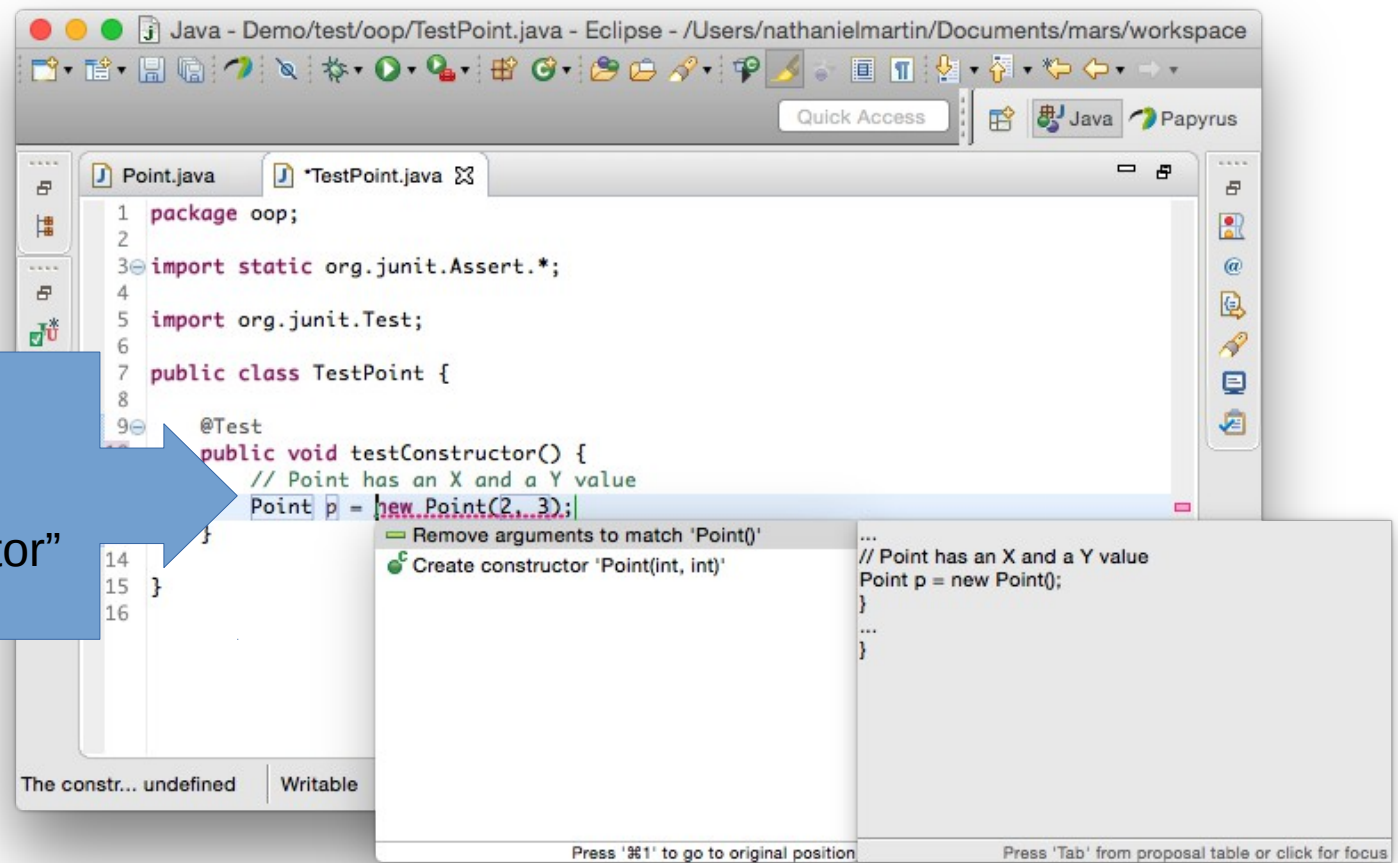 Java - Demo/test/oop/TestPoint.java - Eclipse - /Users/nathanielmartin/Documents/mars/workspace
Quick Access
Java
Papyrus
Point.java
*TestPoint.java
1 package oop;
2
3 import static org.junit.Assert.*;
4
5 import org.junit.Test;
6
7 public class TestPoint {
8
9 @Test
public void testConstructor() {
// Point has an X and a Y value
Point p = new Point(2, 3);
}
14
15 }
16
tor”
Remove arguments to match 'Point()'
Create constructor 'Point(int, int)'
Press '⌘1' to go to original position
...
// Point has an X and a Y value
Point p = new Point();
}
...
}
Press 'Tab' from proposal table or click for focus
The constr... undefined
Writable